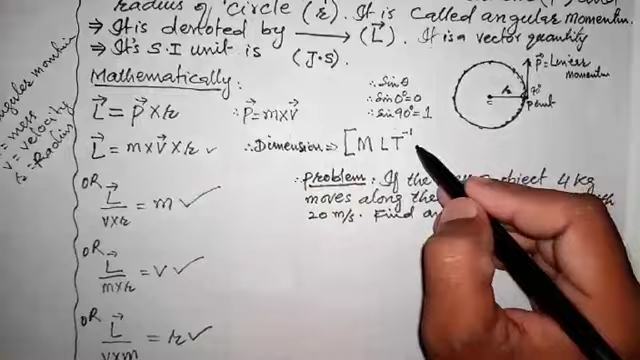 radius of circle (r). It is called angular momentum.
⇒ It is denoted by ⟶ (L⃗). It is a vector quantity
⇒ It's S.I unit is (J·s).
Mathematically:
L⃗ = P⃗ × r
∴ P⃗ = m×v⃗
L⃗ = m×v⃗ × r ✓
OR L⃗ / v×r = m ✓
OR L⃗ / m×r = v ✓
OR L⃗ / v×m = r ✓
∴ Sin θ
∴ Sin 0° = 0
∴ Sin 90° = 1
P⃗ = Linear
momentum
r
90°
C
point
∴ Dimension ⇒ [M L T⁻¹
∴ problem: If the object 4 kg
moves along the
20 m/s. Find
angular
= mass
v = velocity
r = Radius